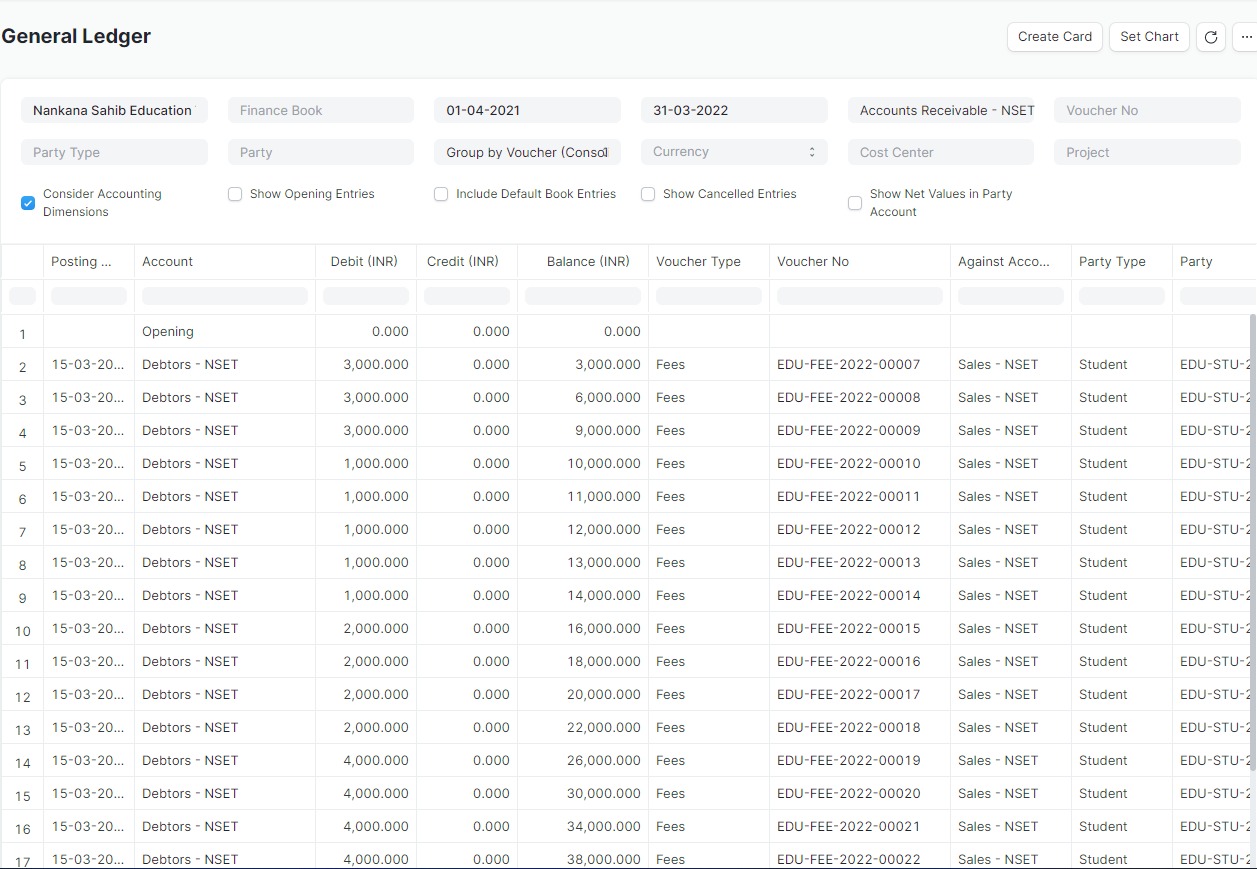 General Ledger
Create Card Set Chart ...
Nankana Sahib Education Finance Book 01-04-2021 31-03-2022 Accounts Receivable - NSET Voucher No
Party Type Party Group by Voucher (Consol Currency Cost Center Project
Consider Accounting Dimensions Show Opening Entries Include Default Book Entries Show Cancelled Entries Show Net Values in Party Account
Posting ... Account Debit (INR) Credit (INR) Balance (INR) Voucher Type Voucher No Against Acco... Party Type Party
1 Opening 0.000 0.000 0.000
2 15-03-20... Debtors - NSET 3,000.000 0.000 3,000.000 Fees EDU-FEE-2022-00007 Sales - NSET Student EDU-STU-2
3 15-03-20... Debtors - NSET 3,000.000 0.000 6,000.000 Fees EDU-FEE-2022-00008 Sales - NSET Student EDU-STU-2
4 15-03-20... Debtors - NSET 3,000.000 0.000 9,000.000 Fees EDU-FEE-2022-00009 Sales - NSET Student EDU-STU-2
5 15-03-20... Debtors - NSET 1,000.000 0.000 10,000.000 Fees EDU-FEE-2022-00010 Sales - NSET Student EDU-STU-2
6 15-03-20... Debtors - NSET 1,000.000 0.000 11,000.000 Fees EDU-FEE-2022-00011 Sales - NSET Student EDU-STU-2
7 15-03-20... Debtors - NSET 1,000.000 0.000 12,000.000 Fees EDU-FEE-2022-00012 Sales - NSET Student EDU-STU-2
8 15-03-20... Debtors - NSET 1,000.000 0.000 13,000.000 Fees EDU-FEE-2022-00013 Sales - NSET Student EDU-STU-2
9 15-03-20... Debtors - NSET 1,000.000 0.000 14,000.000 Fees EDU-FEE-2022-00014 Sales - NSET Student EDU-STU-2
10 15-03-20... Debtors - NSET 2,000.000 0.000 16,000.000 Fees EDU-FEE-2022-00015 Sales - NSET Student EDU-STU-2
11 15-03-20... Debtors - NSET 2,000.000 0.000 18,000.000 Fees EDU-FEE-2022-00016 Sales - NSET Student EDU-STU-2
12 15-03-20... Debtors - NSET 2,000.000 0.000 20,000.000 Fees EDU-FEE-2022-00017 Sales - NSET Student EDU-STU-2
13 15-03-20... Debtors - NSET 2,000.000 0.000 22,000.000 Fees EDU-FEE-2022-00018 Sales - NSET Student EDU-STU-2
14 15-03-20... Debtors - NSET 4,000.000 0.000 26,000.000 Fees EDU-FEE-2022-00019 Sales - NSET Student EDU-STU-2
15 15-03-20... Debtors - NSET 4,000.000 0.000 30,000.000 Fees EDU-FEE-2022-00020 Sales - NSET Student EDU-STU-2
16 15-03-20... Debtors - NSET 4,000.000 0.000 34,000.000 Fees EDU-FEE-2022-00021 Sales - NSET Student EDU-STU-2
17 15-03-20... Debtors - NSET 4,000.000 0.000 38,000.000 Fees EDU-FEE-2022-00022 Sales - NSET Student EDU-STU-2